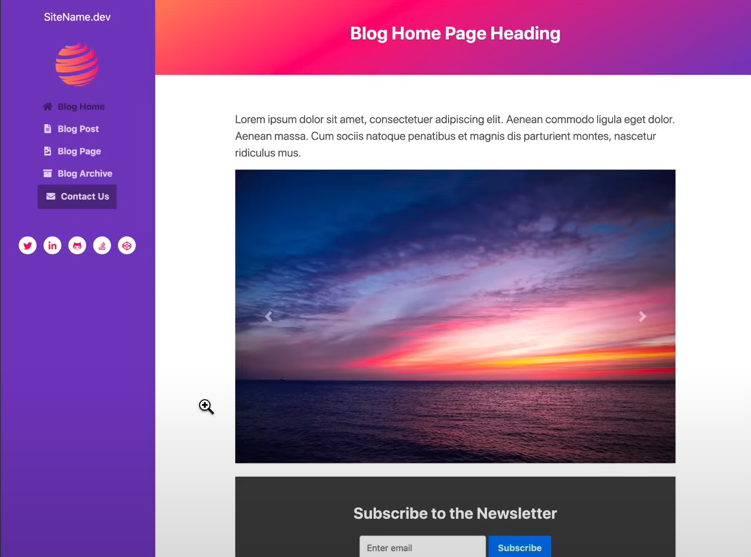 SiteName.dev
Blog Home
Blog Post
Blog Page
Blog Archive
Contact Us
Blog Home Page Heading
Lorem ipsum dolor sit amet, consectetuer adipiscing elit. Aenean commodo ligula eget dolor.
Aenean massa. Cum sociis natoque penatibus et magnis dis parturient montes, nascetur
ridiculus mus.
Subscribe to the Newsletter
Enter email
Subscribe